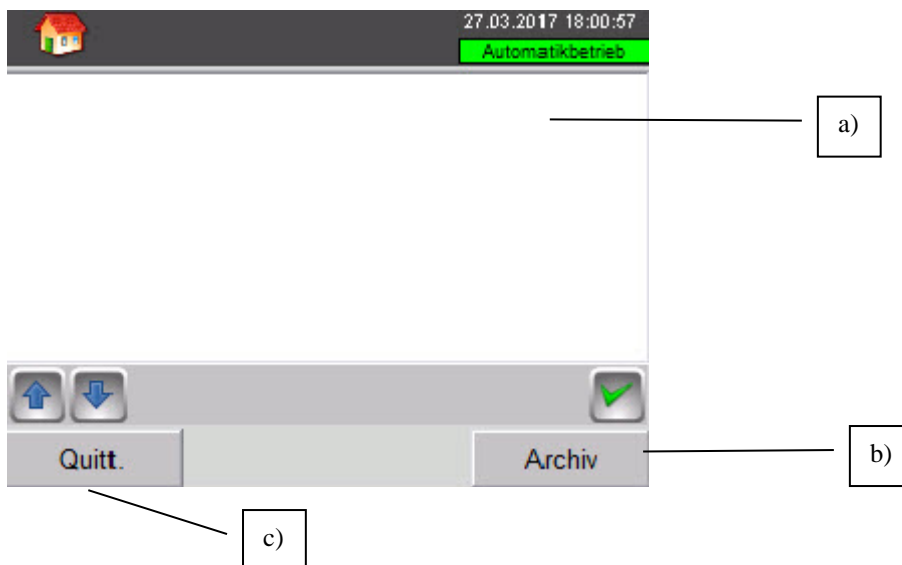 27.03.2017 18:00:57
Automatikbetrieb
a)
Quitt.
Archiv
b)
c)